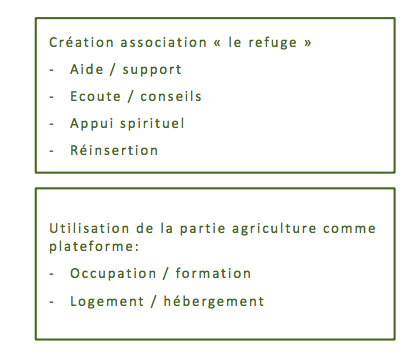 Création association « le refuge »
- Aide / support
- Ecoute / conseils
- Appui spirituel
- Réinsertion
Utilisation de la partie agriculture comme
plateforme:
- Occupation / formation
- Logement / hébergement